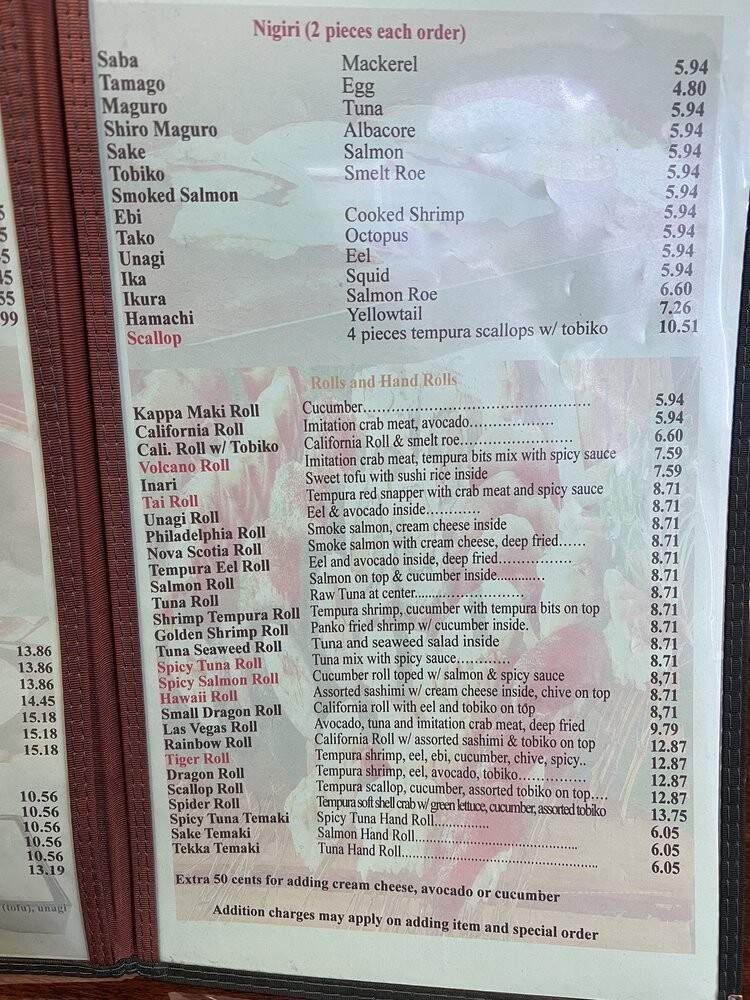 5
5
5
45
55
99
13.86
13.86
13.86
14.45
15.18
15.18
15.18
10.56
10.56
10.56
10.56
10.56
13.19
(tofu), unagi
Nigiri (2 pieces each order)
Saba Mackerel 5.94
Tamago Egg 4.80
Maguro Tuna 5.94
Shiro Maguro Albacore 5.94
Sake Salmon 5.94
Tobiko Smelt Roe 5.94
Smoked Salmon 5.94
Ebi Cooked Shrimp 5.94
Tako Octopus 5.94
Unagi Eel 5.94
Ika Squid 5.94
Ikura Salmon Roe 6.60
Hamachi Yellowtail 7.26
Scallop 4 pieces tempura scallops w/ tobiko 10.51
Rolls and Hand Rolls
Kappa Maki Roll Cucumber........................................ 5.94
California Roll Imitation crab meat, avocado................... 5.94
Cali. Roll w/ Tobiko California Roll & smelt roe......................... 6.60
Volcano Roll Imitation crab meat, tempura bits mix with spicy sauce 7.59
Inari Sweet tofu with sushi rice inside 7.59
Tai Roll Tempura red snapper with crab meat and spicy sauce 8.71
Unagi Roll Eel & avocado inside............ 8.71
Philadelphia Roll Smoke salmon, cream cheese inside 8.71
Nova Scotia Roll Smoke salmon with cream cheese, deep fried...... 8.71
Tempura Eel Roll Eel and avocado inside, deep fried................ 8.71
Salmon Roll Salmon on top & cucumber inside............ 8.71
Tuna Roll Raw Tuna at center............................ 8.71
Shrimp Tempura Roll Tempura shrimp, cucumber with tempura bits on top 8.71
Golden Shrimp Roll Panko fried shrimp w/ cucumber inside. 8.71
Tuna Seaweed Roll Tuna and seaweed salad inside 8.71
Spicy Tuna Roll Tuna mix with spicy sauce............ 8.71
Spicy Salmon Roll Cucumber roll toped w/ salmon & spicy sauce 8,71
Hawaii Roll Assorted sashimi w/ cream cheese inside, chive on top 8.71
Small Dragon Roll California roll with eel and tobiko on top 8,71
Las Vegas Roll Avocado, tuna and imitation crab meat, deep fried 9.79
Rainbow Roll California Roll w/ assorted sashimi & tobiko on top 12.87
Tiger Roll Tempura shrimp, eel, ebi, cucumber, chive, spicy.. 12.87
Dragon Roll Tempura shrimp, eel, avocado, tobiko............... 12.87
Scallop Roll Tempura scallop, cucumber, assorted tobiko on top.... 12.87
Spider Roll Tempura soft shell crab w/ green lettuce, cucumber, assorted tobiko 13.75
Spicy Tuna Temaki Spicy Tuna Hand Roll............ 6.05
Sake Temaki Salmon Hand Roll.................................... 6.05
Tekka Temaki Tuna Hand Roll............................................ 6.05
Extra 50 cents for adding cream cheese, avocado or cucumber
Addition charges may apply on adding item and special order